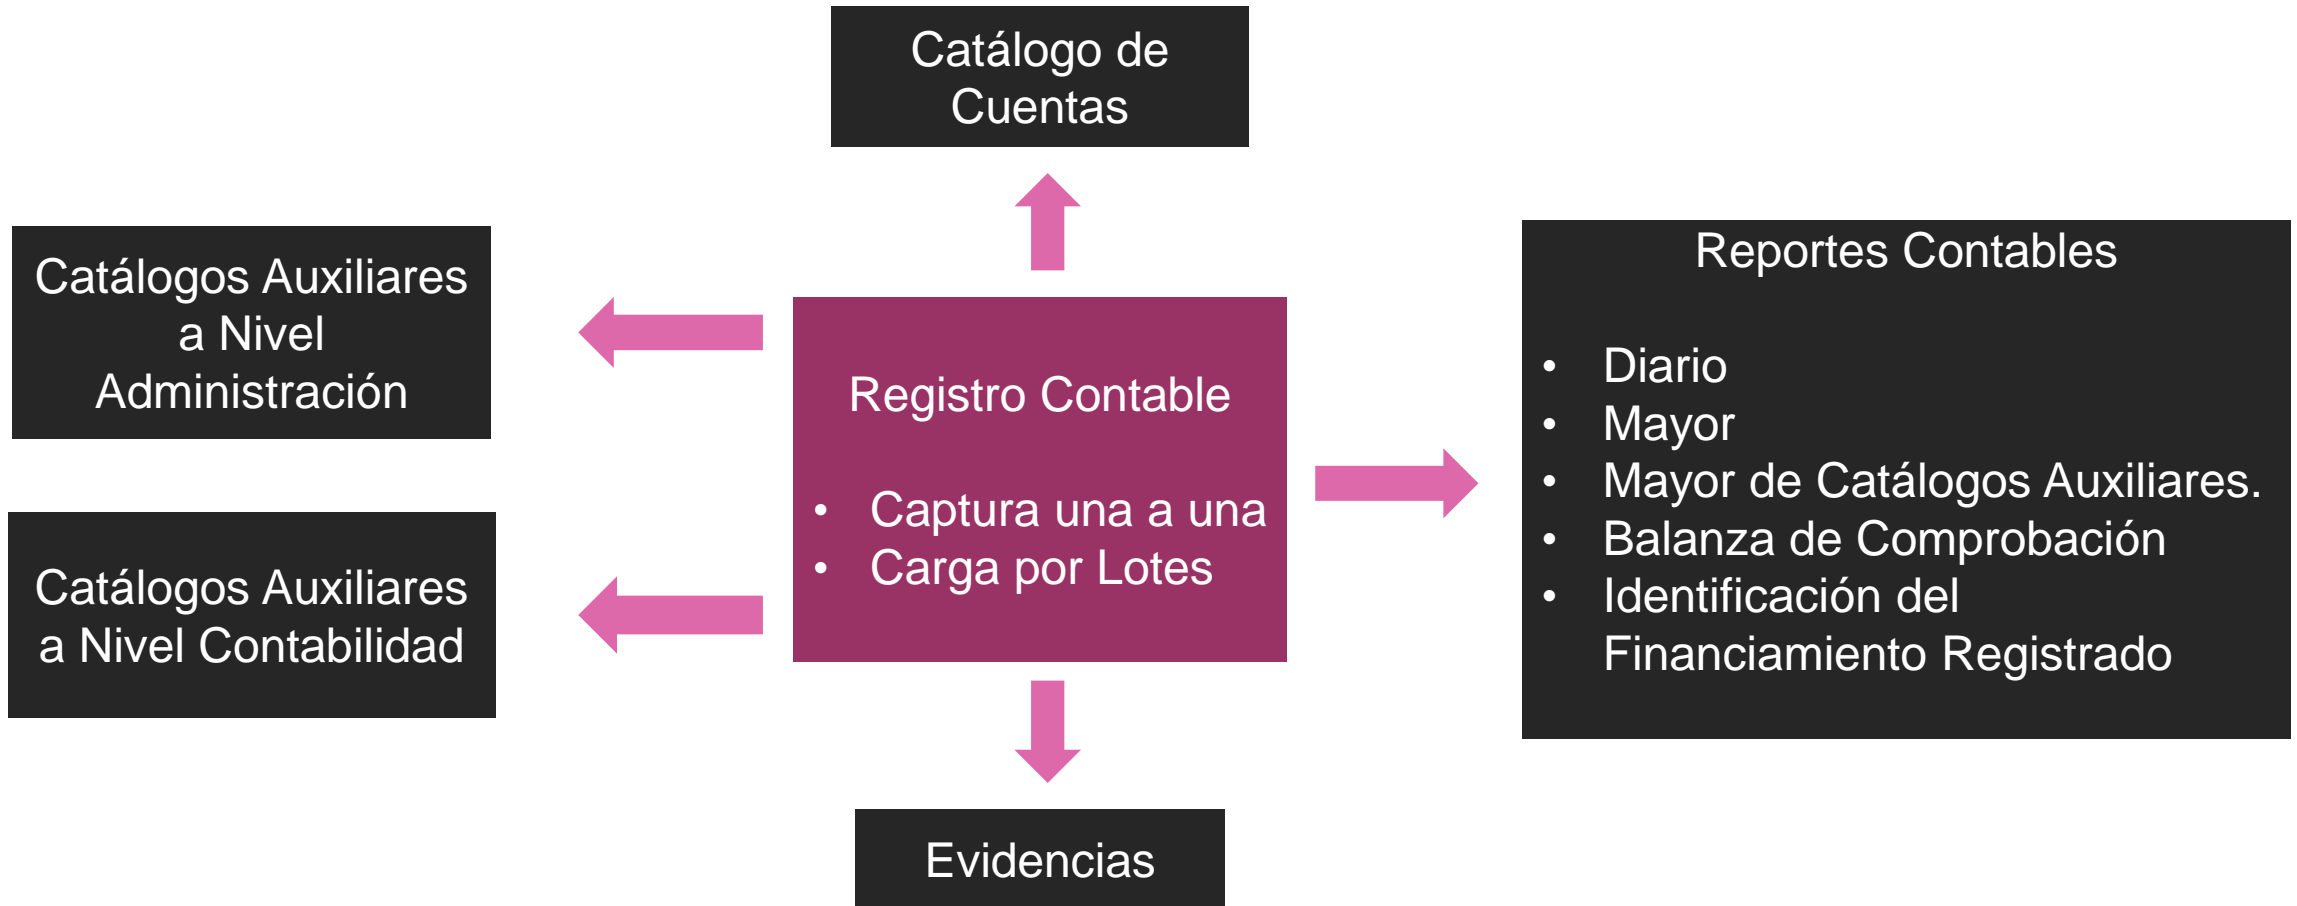 Catálogo de
Cuentas
Catálogos Auxiliares
a Nivel
Administración
Catálogos Auxiliares
a Nivel Contabilidad
Registro Contable
• Captura una a una
• Carga por Lotes
Reportes Contables
• Diario
• Mayor
• Mayor de Catálogos Auxiliares.
• Balanza de Comprobación
• Identificación del
Financiamiento Registrado
Evidencias